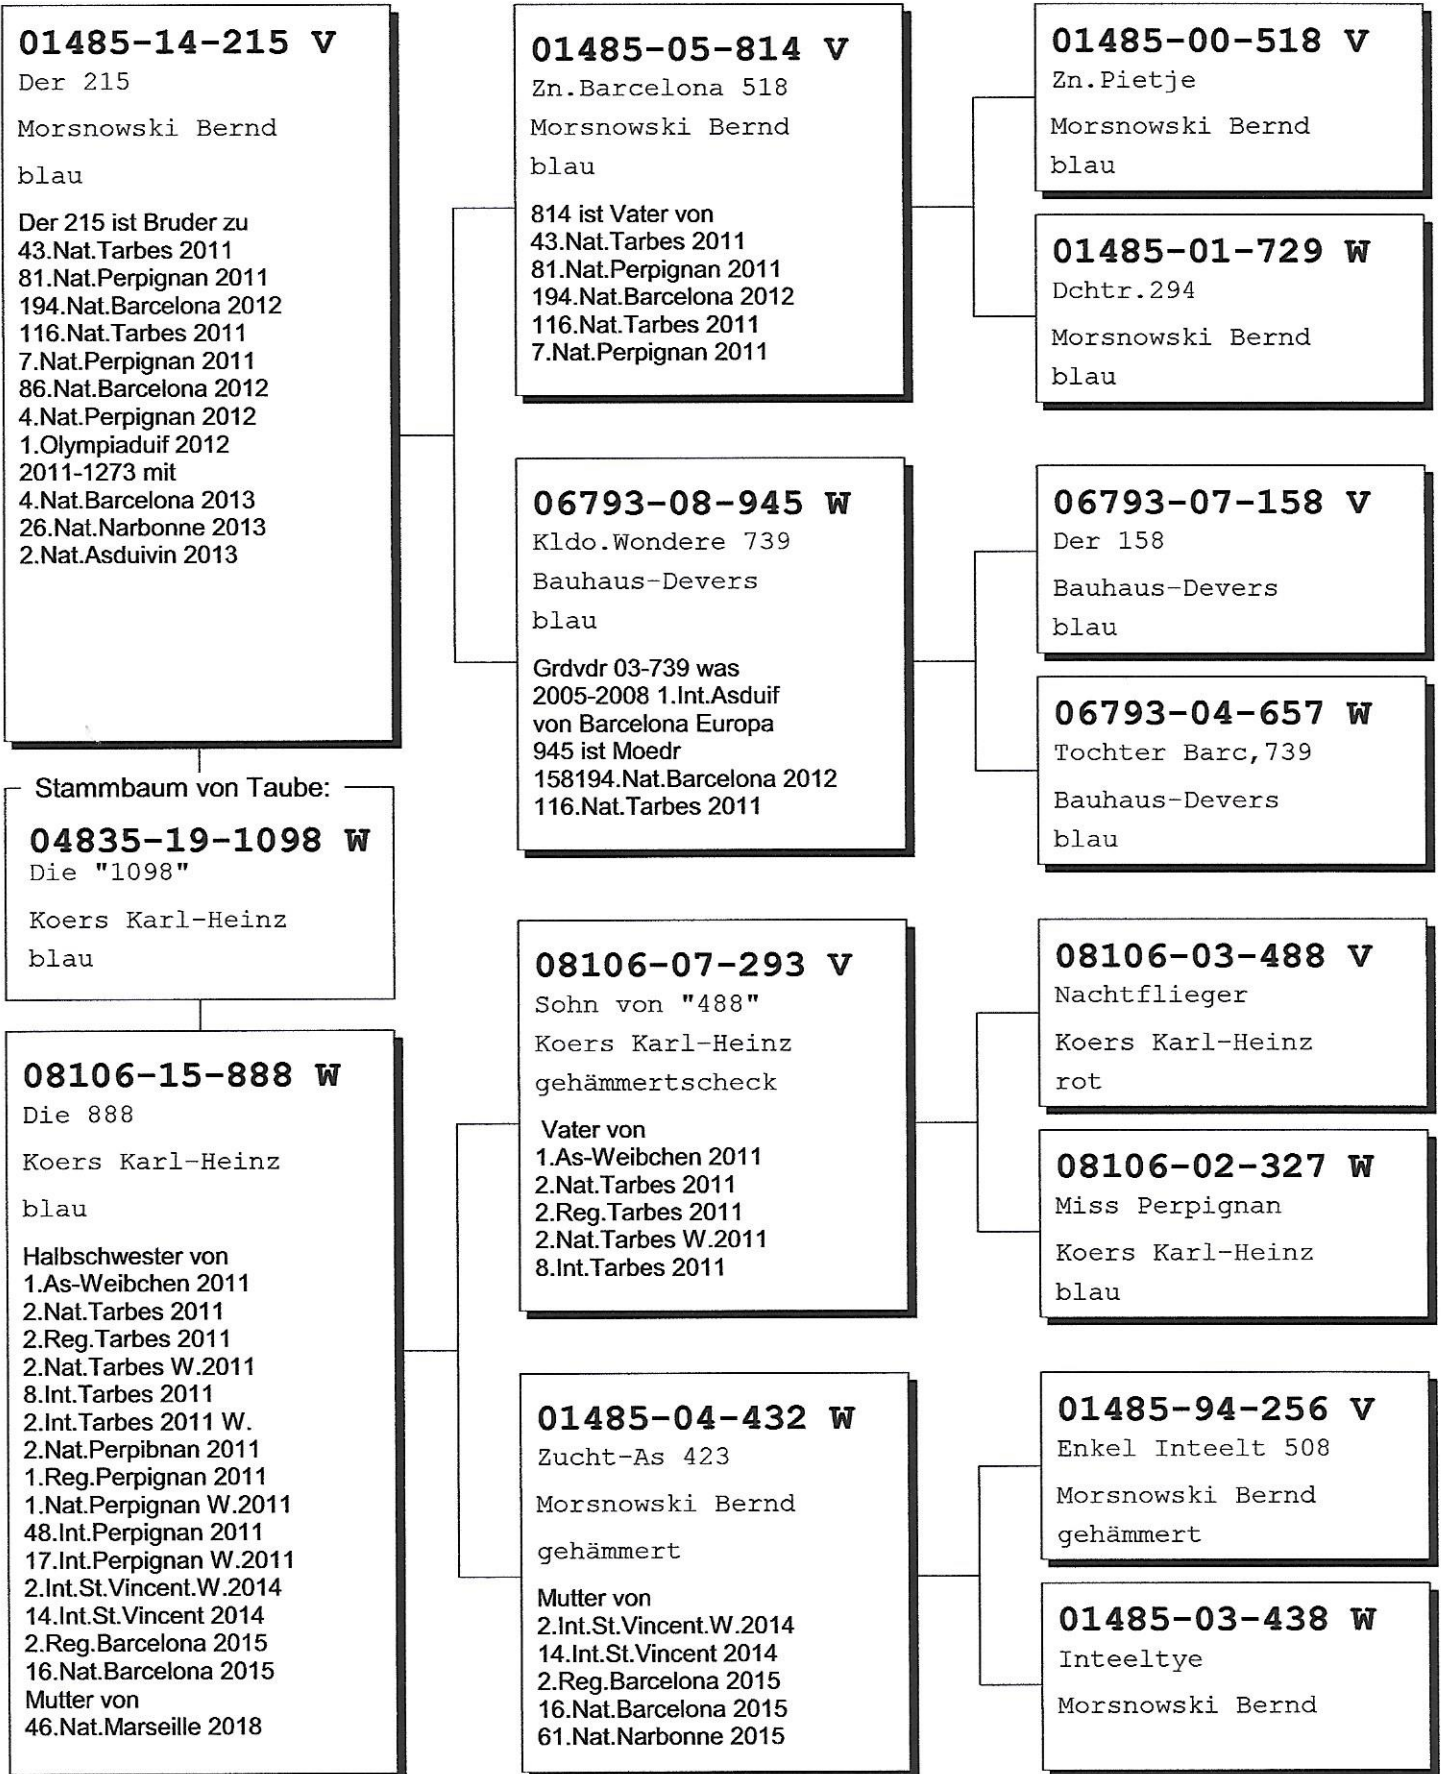 01485-14-215 V
Der 215
Morsnowski Bernd
blau
Der 215 ist Bruder zu
43.Nat.Tarbes 2011
81.Nat.Perpignan 2011
194.Nat.Barcelona 2012
116.Nat.Tarbes 2011
7.Nat.Perpignan 2011
86.Nat.Barcelona 2012
4.Nat.Perpignan 2012
1.Olympiaduif 2012
2011-1273 mit
4.Nat.Barcelona 2013
26.Nat.Narbonne 2013
2.Nat.Asduivin 2013
Stammbaum von Taube:
04835-19-1098 W
Die "1098"
Koers Karl-Heinz
blau
08106-15-888 W
Die 888
Koers Karl-Heinz
blau
Halbschwester von
1.As-Weibchen 2011
2.Nat.Tarbes 2011
2.Reg.Tarbes 2011
2.Nat.Tarbes W.2011
8.Int.Tarbes 2011
2.Int.Tarbes 2011 W.
2.Nat.Perpibnan 2011
1.Reg.Perpignan 2011
1.Nat.Perpignan W.2011
48.Int.Perpignan 2011
17.Int.Perpignan W.2011
2.Int.St.Vincent.W.2014
14.Int.St.Vincent 2014
2.Reg.Barcelona 2015
16.Nat.Barcelona 2015
Mutter von
46.Nat.Marseille 2018
01485-05-814 V
Zn.Barcelona 518
Morsnowski Bernd
blau
814 ist Vater von
43.Nat.Tarbes 2011
81.Nat.Perpignan 2011
194.Nat.Barcelona 2012
116.Nat.Tarbes 2011
7.Nat.Perpignan 2011
06793-08-945 W
Kldo.Wondere 739
Bauhaus-Devers
blau
Grdvdr 03-739 was
2005-2008 1.Int.Asduif
von Barcelona Europa
945 ist Moedr
158194.Nat.Barcelona 2012
116.Nat.Tarbes 2011
08106-07-293 V
Sohn von "488"
Koers Karl-Heinz
gehämmertscheck
Vater von
1.As-Weibchen 2011
2.Nat.Tarbes 2011
2.Reg.Tarbes 2011
2.Nat.Tarbes W.2011
8.Int.Tarbes 2011
01485-04-432 W
Zucht-As 423
Morsnowski Bernd
gehämmert
Mutter von
2.Int.St.Vincent.W.2014
14.Int.St.Vincent 2014
2.Reg.Barcelona 2015
16.Nat.Barcelona 2015
61.Nat.Narbonne 2015
01485-00-518 V
Zn.Pietje
Morsnowski Bernd
blau
01485-01-729 W
Dchtr.294
Morsnowski Bernd
blau
06793-07-158 V
Der 158
Bauhaus-Devers
blau
06793-04-657 W
Tochter Barc,739
Bauhaus-Devers
blau
08106-03-488 V
Nachtflieger
Koers Karl-Heinz
rot
08106-02-327 W
Miss Perpignan
Koers Karl-Heinz
blau
01485-94-256 V
Enkel Inteelt 508
Morsnowski Bernd
gehämmert
01485-03-438 W
Inteeltye
Morsnowski Bernd